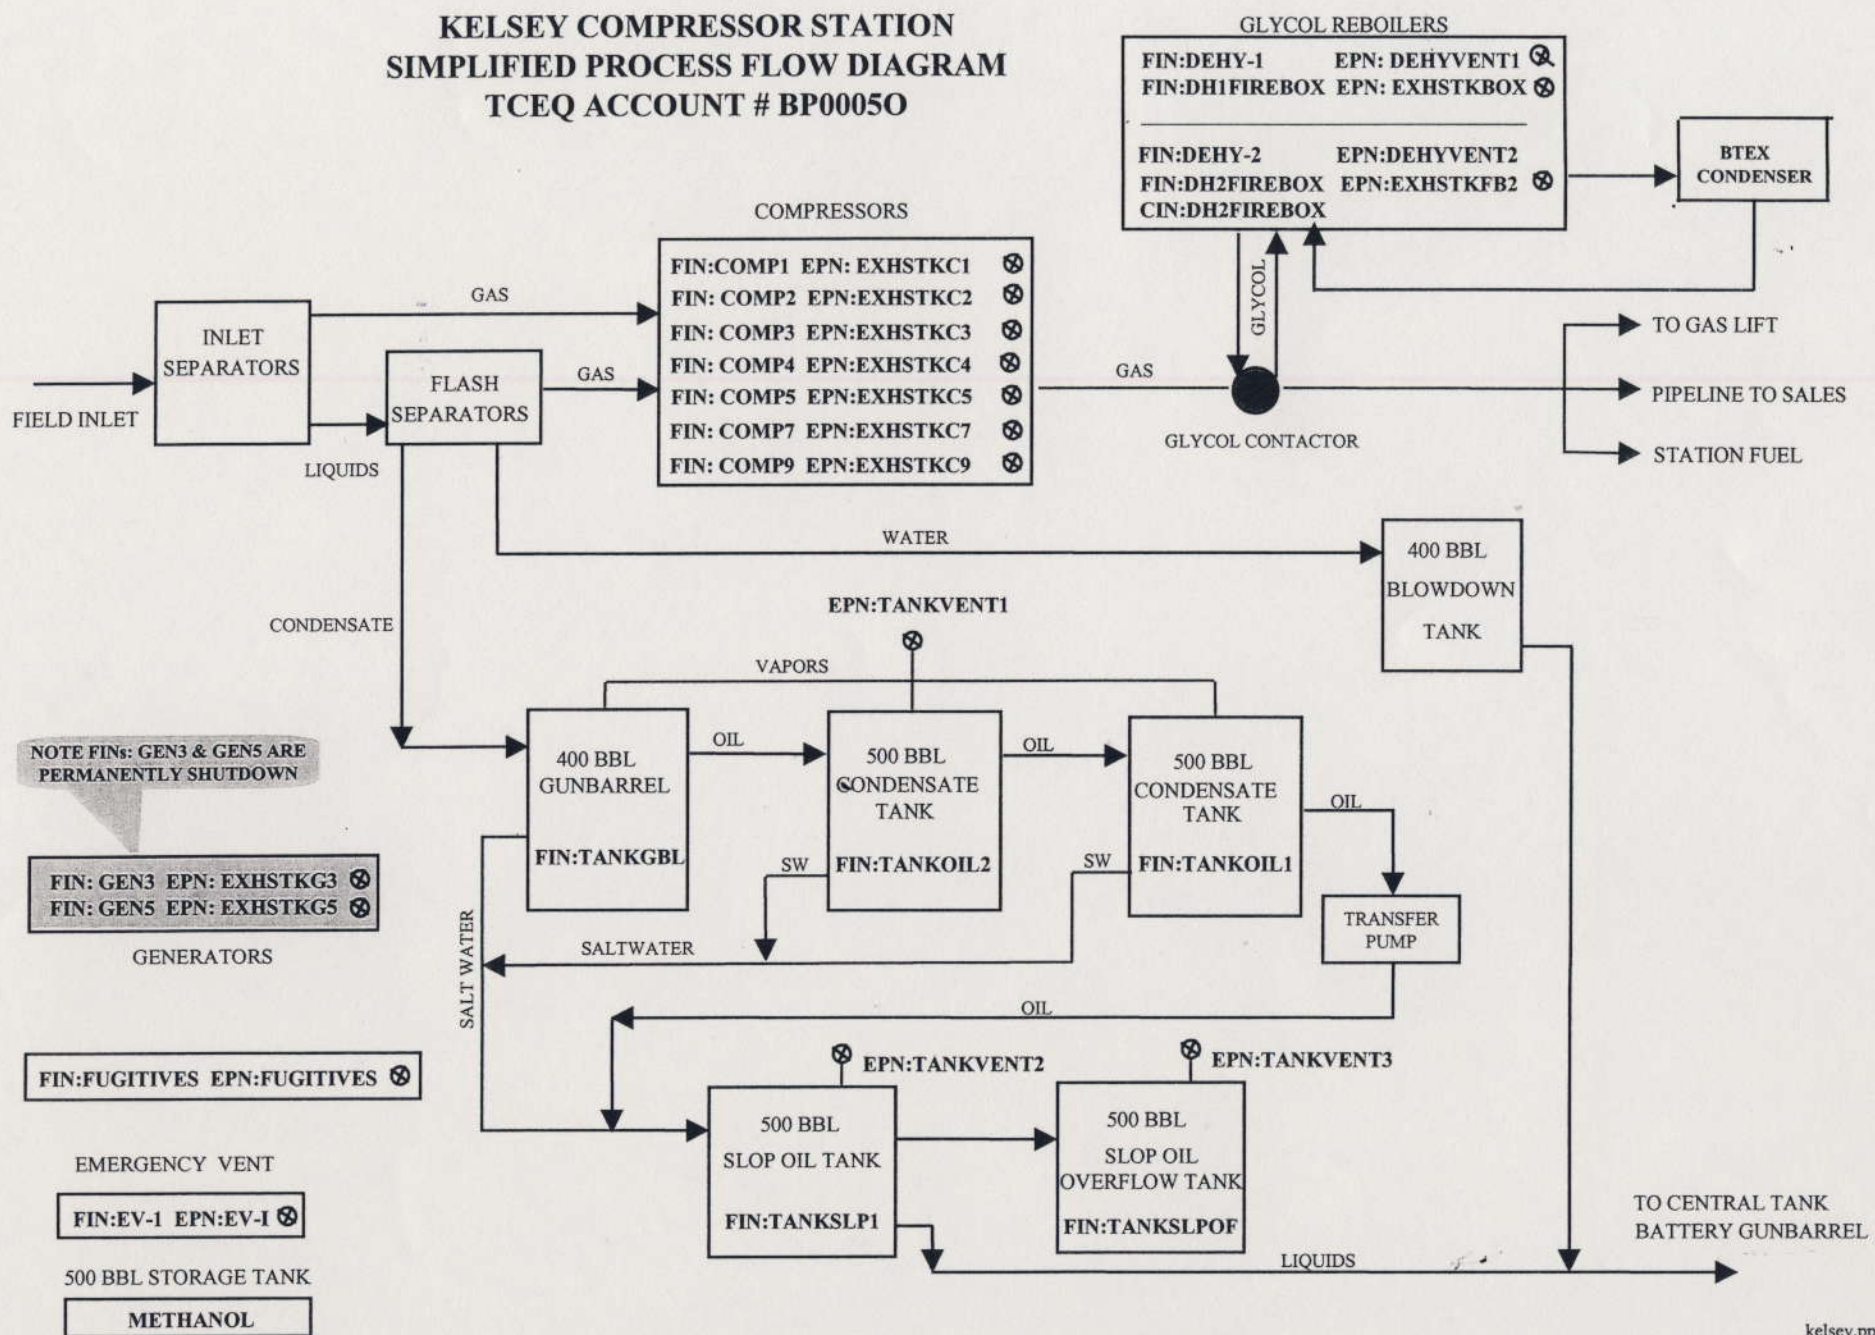 KELSEY COMPRESSOR STATION
SIMPLIFIED PROCESS FLOW DIAGRAM
TCEQ ACCOUNT # BP0005O
GLYCOL REBOILERS
FIN:DEHY-1 EPN: DEHYVENT1
FIN:DH1FIREBOX EPN: EXHSTKBOX
FIN:DEHY-2 EPN:DEHYVENT2
FIN:DH2FIREBOX EPN:EXHSTKFB2
CIN:DH2FIREBOX
BTEX
CONDENSER
COMPRESSORS
FIN:COMP1 EPN: EXHSTKC1
FIN: COMP2 EPN:EXHSTKC2
FIN: COMP3 EPN:EXHSTKC3
FIN: COMP4 EPN:EXHSTKC4
FIN: COMP5 EPN:EXHSTKC5
FIN: COMP7 EPN:EXHSTKC7
FIN: COMP9 EPN:EXHSTKC9
GAS
INLET
SEPARATORS
FIELD INLET
LIQUIDS
FLASH
SEPARATORS
GAS
GAS
GLYCOL
GLYCOL CONTACTOR
TO GAS LIFT
PIPELINE TO SALES
STATION FUEL
WATER
400 BBL
BLOWDOWN
TANK
CONDENSATE
EPN:TANKVENT1
VAPORS
400 BBL
GUNBARREL
FIN:TANKGBL
OIL
500 BBL
CONDENSATE
TANK
FIN:TANKOIL2
OIL
500 BBL
CONDENSATE
TANK
FIN:TANKOIL1
OIL
SW
SW
TRANSFER
PUMP
NOTE FINs: GEN3 & GEN5 ARE
PERMANENTLY SHUTDOWN
FIN: GEN3 EPN: EXHSTKG3
FIN: GEN5 EPN: EXHSTKG5
GENERATORS
SALT WATER
SALTWATER
OIL
FIN:FUGITIVES EPN:FUGITIVES
EPN:TANKVENT2
EPN:TANKVENT3
500 BBL
SLOP OIL TANK
FIN:TANKSLP1
500 BBL
SLOP OIL
OVERFLOW TANK
FIN:TANKSLPOF
EMERGENCY VENT
FIN:EV-1 EPN:EV-I
500 BBL STORAGE TANK
METHANOL
LIQUIDS
TO CENTRAL TANK
BATTERY GUNBARREL